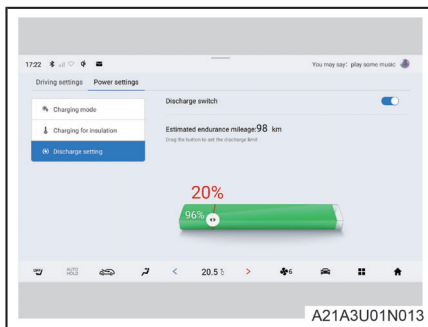 17:22
You may say: play some music
Driving settings Power settings
Charging mode
Discharge switch
Charging for insulation
Estimated endurance mileage:98 km
Drag the button to set the discharge limit
Discharge setting
20%
96%
AUTO HOLD
< 20.5 >
6
A21A3U01N013